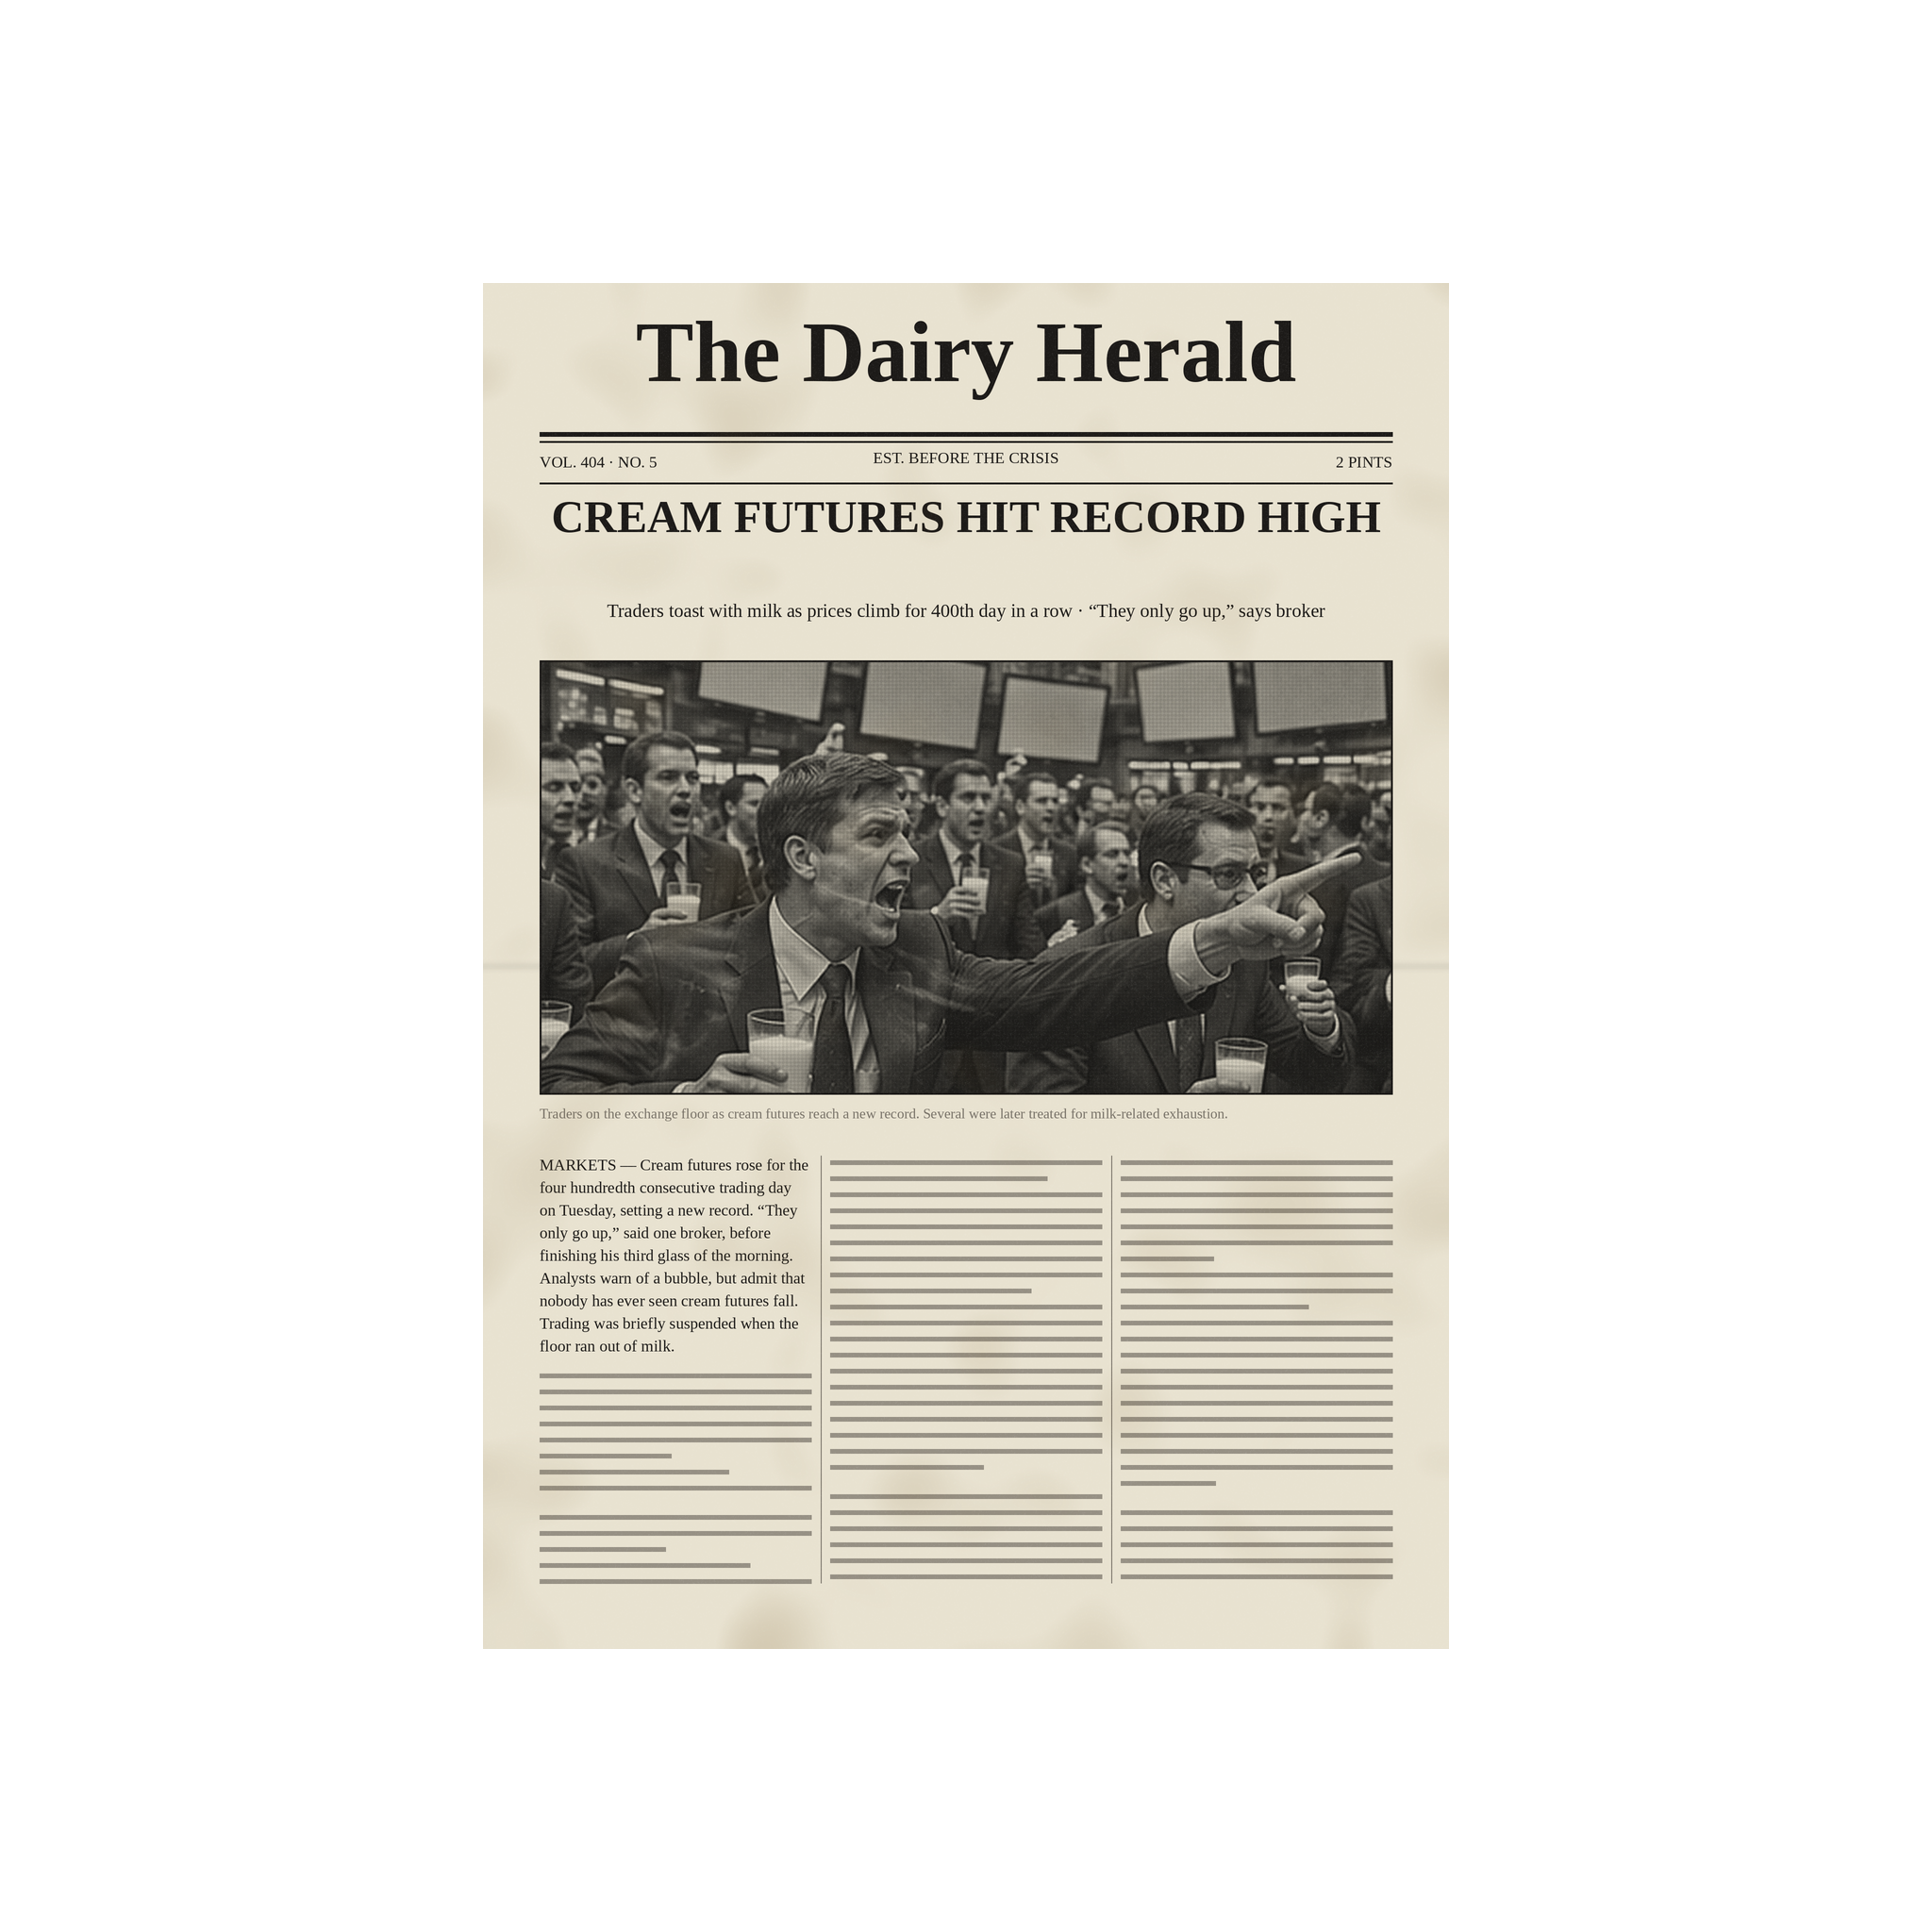 The Dairy Herald
VOL. 404 · NO. 5
EST. BEFORE THE CRISIS
2 PINTS
CREAM FUTURES HIT RECORD HIGH
Traders toast with milk as prices climb for 400th day in a row · “They only go up,” says broker
Traders on the exchange floor as cream futures reach a new record. Several were later treated for milk-related exhaustion.
MARKETS — Cream futures rose for the
four hundredth consecutive trading day
on Tuesday, setting a new record. “They
only go up,” said one broker, before
finishing his third glass of the morning.
Analysts warn of a bubble, but admit that
nobody has ever seen cream futures fall.
Trading was briefly suspended when the
floor ran out of milk.